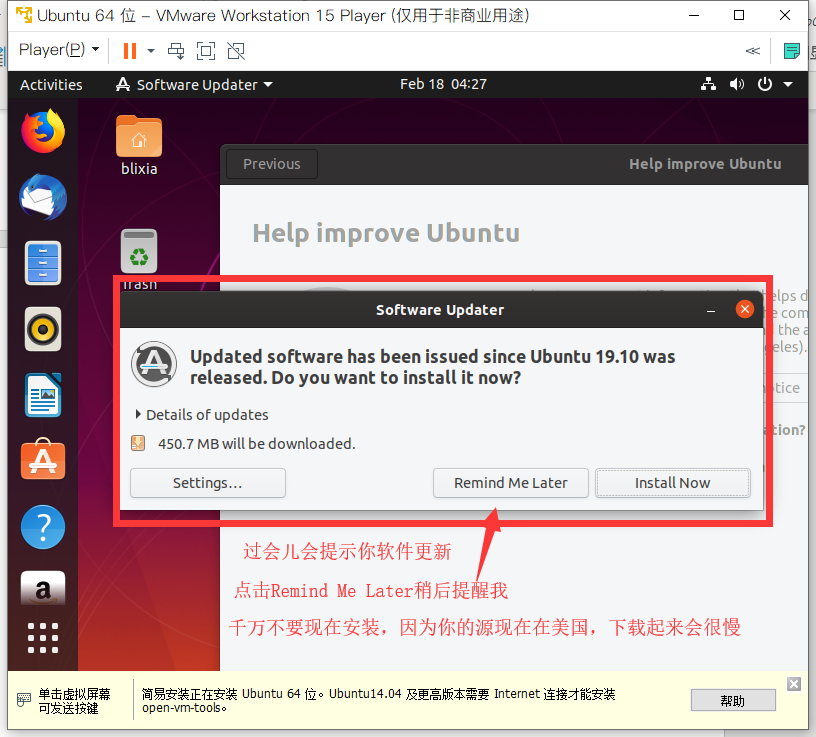 Ubuntu 64 位 – VMware Workstation 15 Player (仅用于非商业用途)
Player(P)
Activities
Software Updater
Feb 18 04:27
blixia
Previous
Help improve Ubuntu
Help improve Ubuntu
Trash
helps d
Software Updater
Updated software has been issued since Ubuntu 19.10 was
released. Do you want to install it now?
eles).
Details of updates
otice
450.7 MB will be downloaded.
ation?
Settings…
Remind Me Later
Install Now
过会儿会提示你软件更新
点击Remind Me Later稍后提醒我
千万不要现在安装，因为你的源现在在美国，下载起来会很慢
单击虚拟屏幕
可发送按键
简易安装正在安装 Ubuntu 64 位。Ubuntu14.04 及更高版本需要 Internet 连接才能安装
open-vm-tools。
帮助